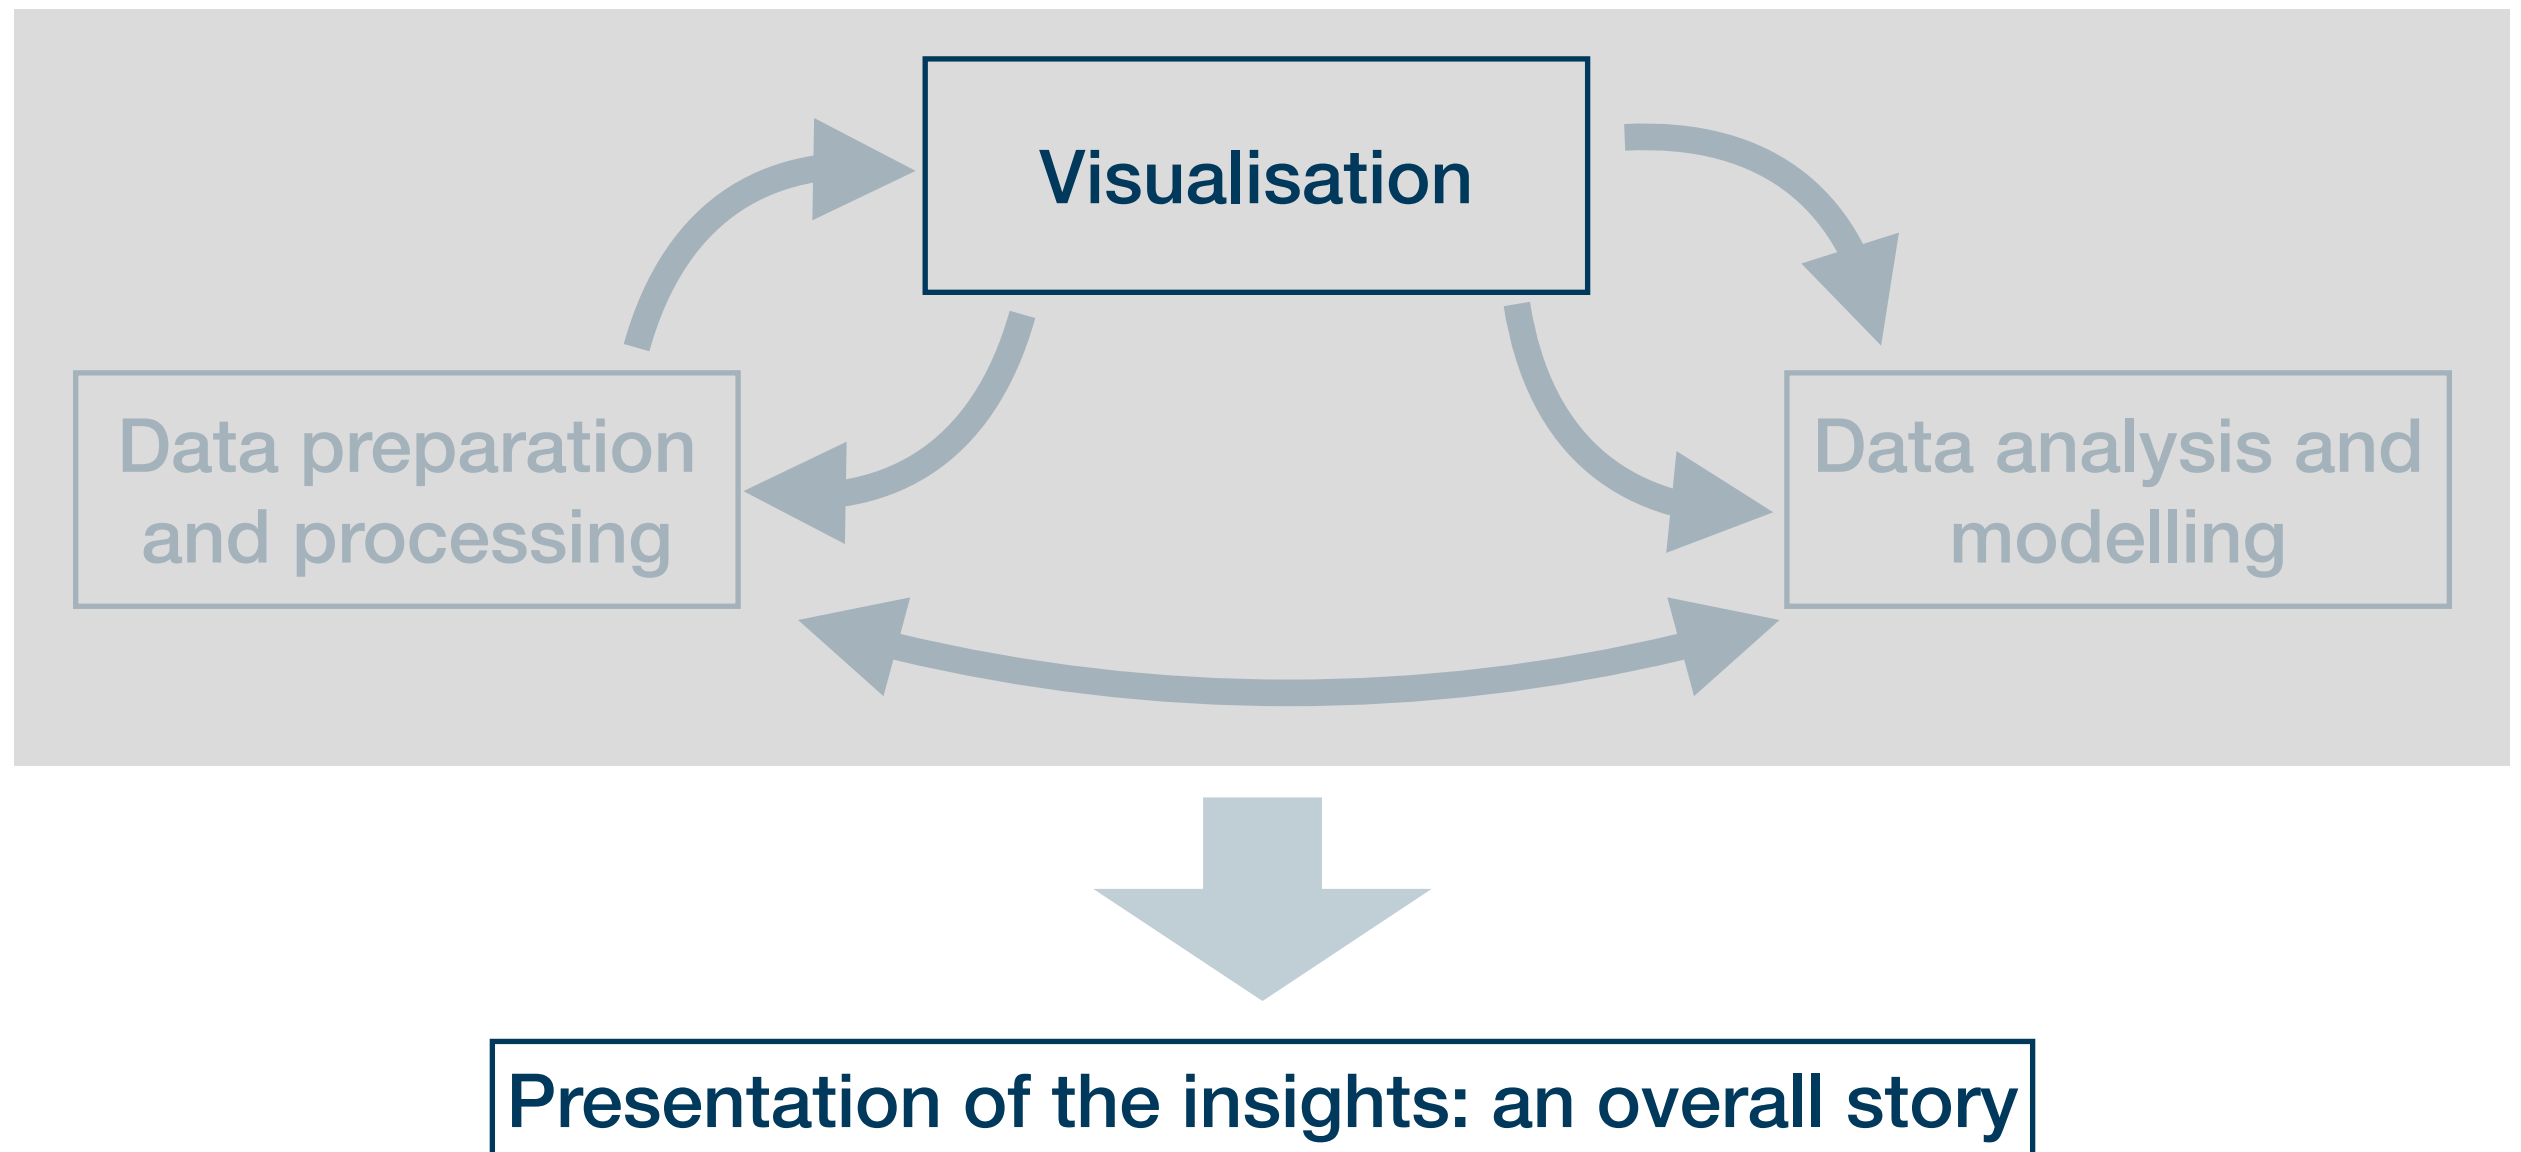 Visualisation
Data preparation
and processing
Data analysis and
modelling
Presentation of the insights: an overall story